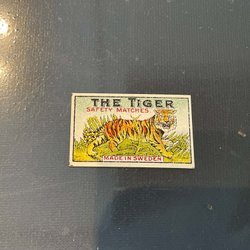 THE TIGER
SAFETY MATCHES
MADE IN SWEDEN